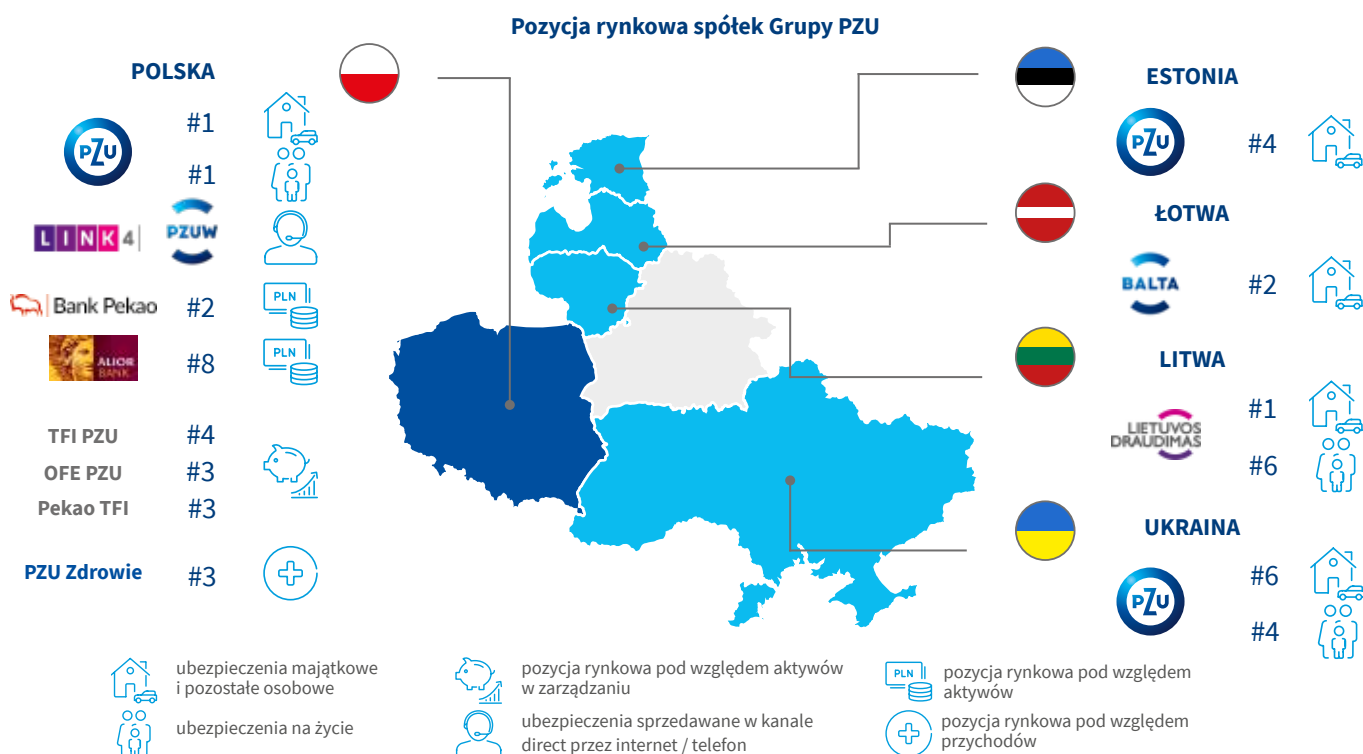 Pozycja rynkowa spółek Grupy PZU
POLSKA
PZU
#1
#1
LINK4
PZUW
Bank Pekao
#2
PLN
ALIOR
BANK
#8
PLN
TFI PZU
#4
OFE PZU
#3
Pekao TFI
#3
PZU Zdrowie
#3
ESTONIA
PZU
#4
ŁOTWA
BALTA
#2
LITWA
LIETUVOS
DRAUDIMAS
#1
#6
UKRAINA
PZU
#6
#4
ubezpieczenia majątkowe
i pozostałe osobowe
ubezpieczenia na życie
pozycja rynkowa pod względem aktywów
w zarządzaniu
ubezpieczenia sprzedawane w kanale
direct przez internet / telefon
PLN
pozycja rynkowa pod względem
aktywów
pozycja rynkowa pod względem
przychodów